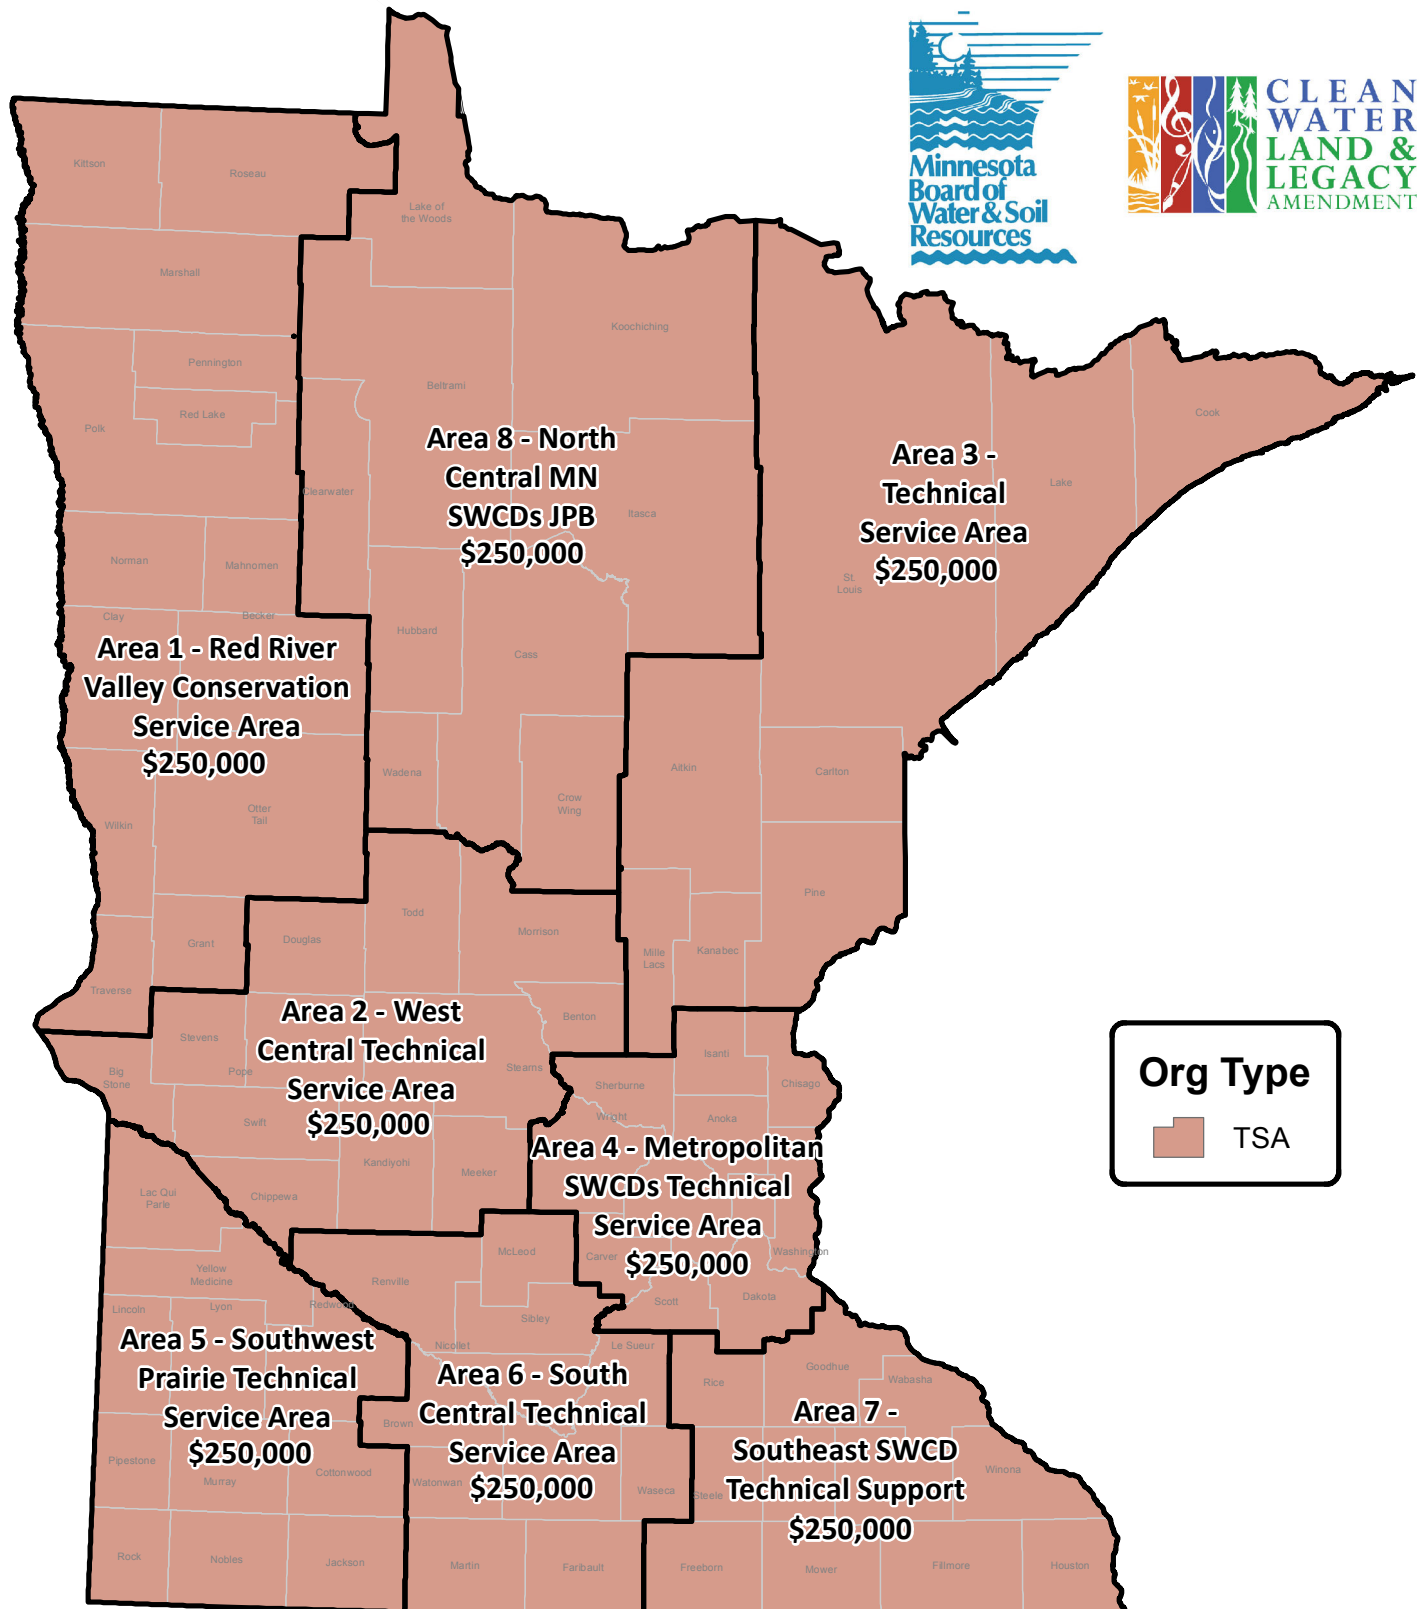 Minnesota
Board of
Water & Soil
Resources
CLEAN
WATER
LAND &
LEGACY
AMENDMENT
Kittson
Roseau
Lake of
the Woods
Marshall
Koochiching
Pennington
Beltrami
Red Lake
Polk
Cook
Area 8 - North
Central MN
SWCDs JPB
$250,000
Area 3 -
Technical
Service Area
$250,000
Lake
Clearwater
Itasca
St.
Louis
Norman
Mahnomen
Clay
Becker
Hubbard
Cass
Area 1 - Red River
Valley Conservation
Service Area
$250,000
Wadena
Aitkin
Carlton
Crow
Wing
Otter
Tail
Wilkin
Pine
Todd
Morrison
Douglas
Grant
Mille
Lacs
Kanabec
Traverse
Area 2 - West
Central Technical
Service Area
$250,000
Benton
Stevens
Pope
Stearns
Big
Stone
Isanti
Sherburne
Chisago
Wright
Anoka
Swift
Org Type
TSA
Area 4 - Metropolitan
SWCDs Technical
Service Area
$250,000
Kandiyohi
Meeker
Lac Qui
Parle
Chippewa
Carver
Washington
McLeod
Yellow
Medicine
Renville
Scott
Dakota
Lincoln
Lyon
Redwood
Sibley
Nicollet
Le Sueur
Area 5 - Southwest
Prairie Technical
Service Area
$250,000
Area 6 - South
Central Technical
Service Area
$250,000
Goodhue
Rice
Wabasha
Area 7 -
Southeast SWCD
Technical Support
$250,000
Brown
Pipestone
Murray
Cottonwood
Watonwan
Waseca
Steele
Winona
Rock
Nobles
Jackson
Martin
Faribault
Freeborn
Mower
Fillmore
Houston